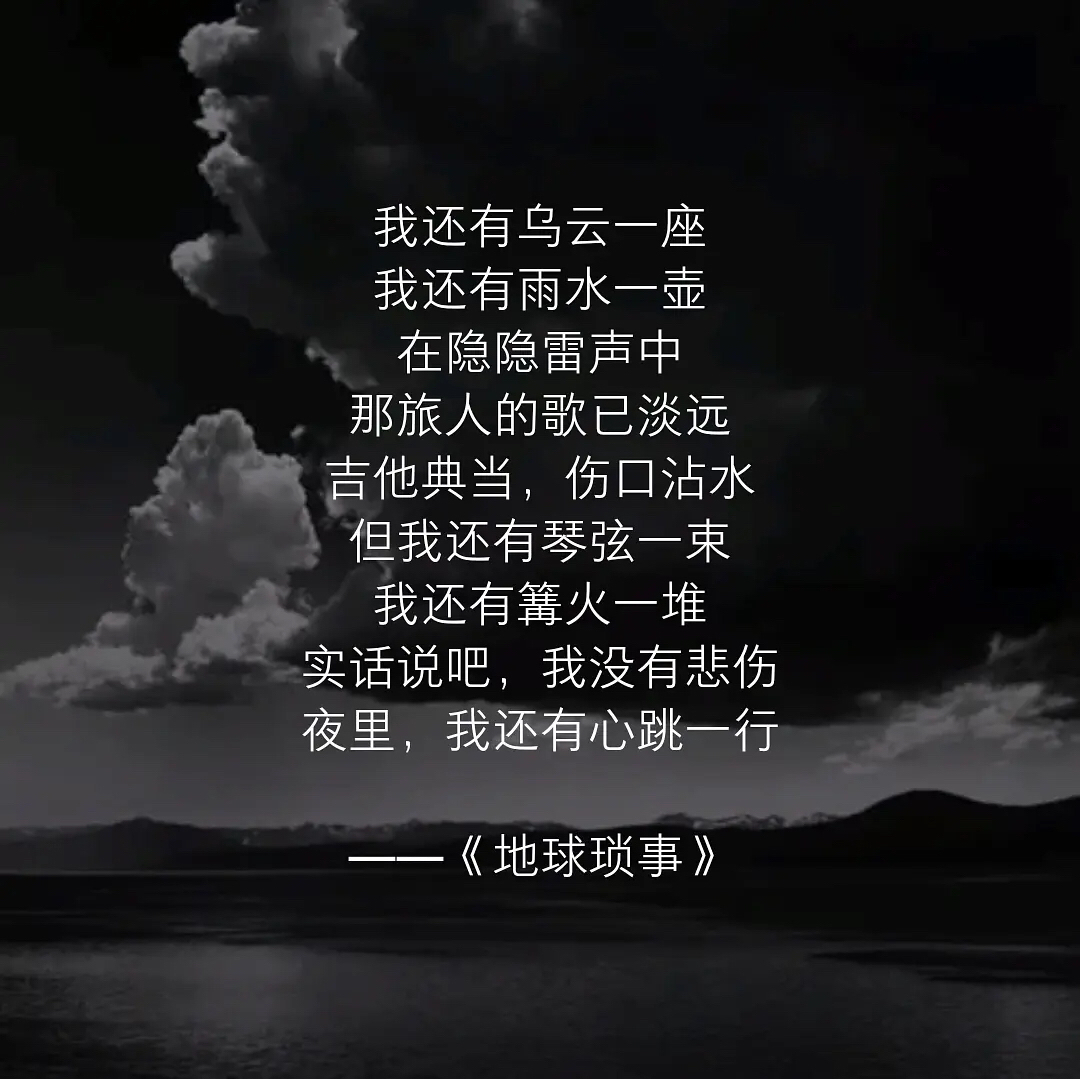 我还有乌云一座
我还有雨水一壶
在隐隐雷声中
那旅人的歌已淡远
吉他典当，伤口沾水
但我还有琴弦一束
我还有篝火一堆
实话说吧，我没有悲伤
夜里，我还有心跳一行
——《地球琐事》